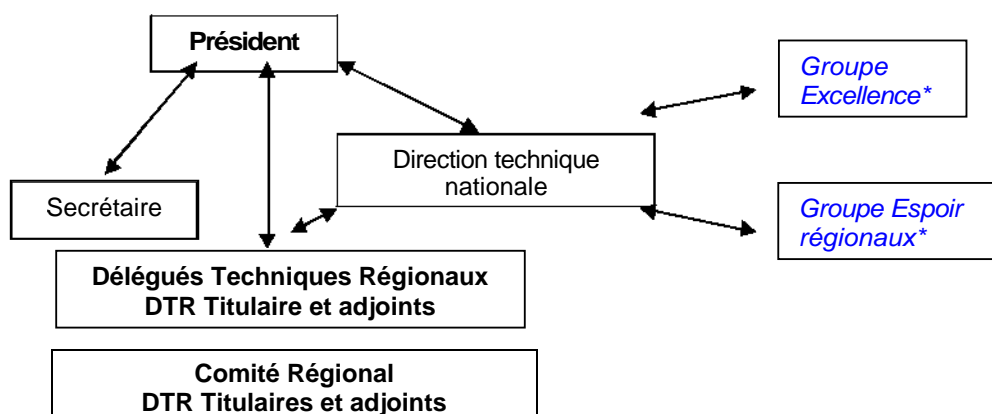 Président
Groupe
Excellence*
Direction technique
nationale
Secrétaire
Groupe Espoir
régionaux*
Délégués Techniques Régionaux
DTR Titulaire et adjoints
Comité Régional
DTR Titulaires et adjoints